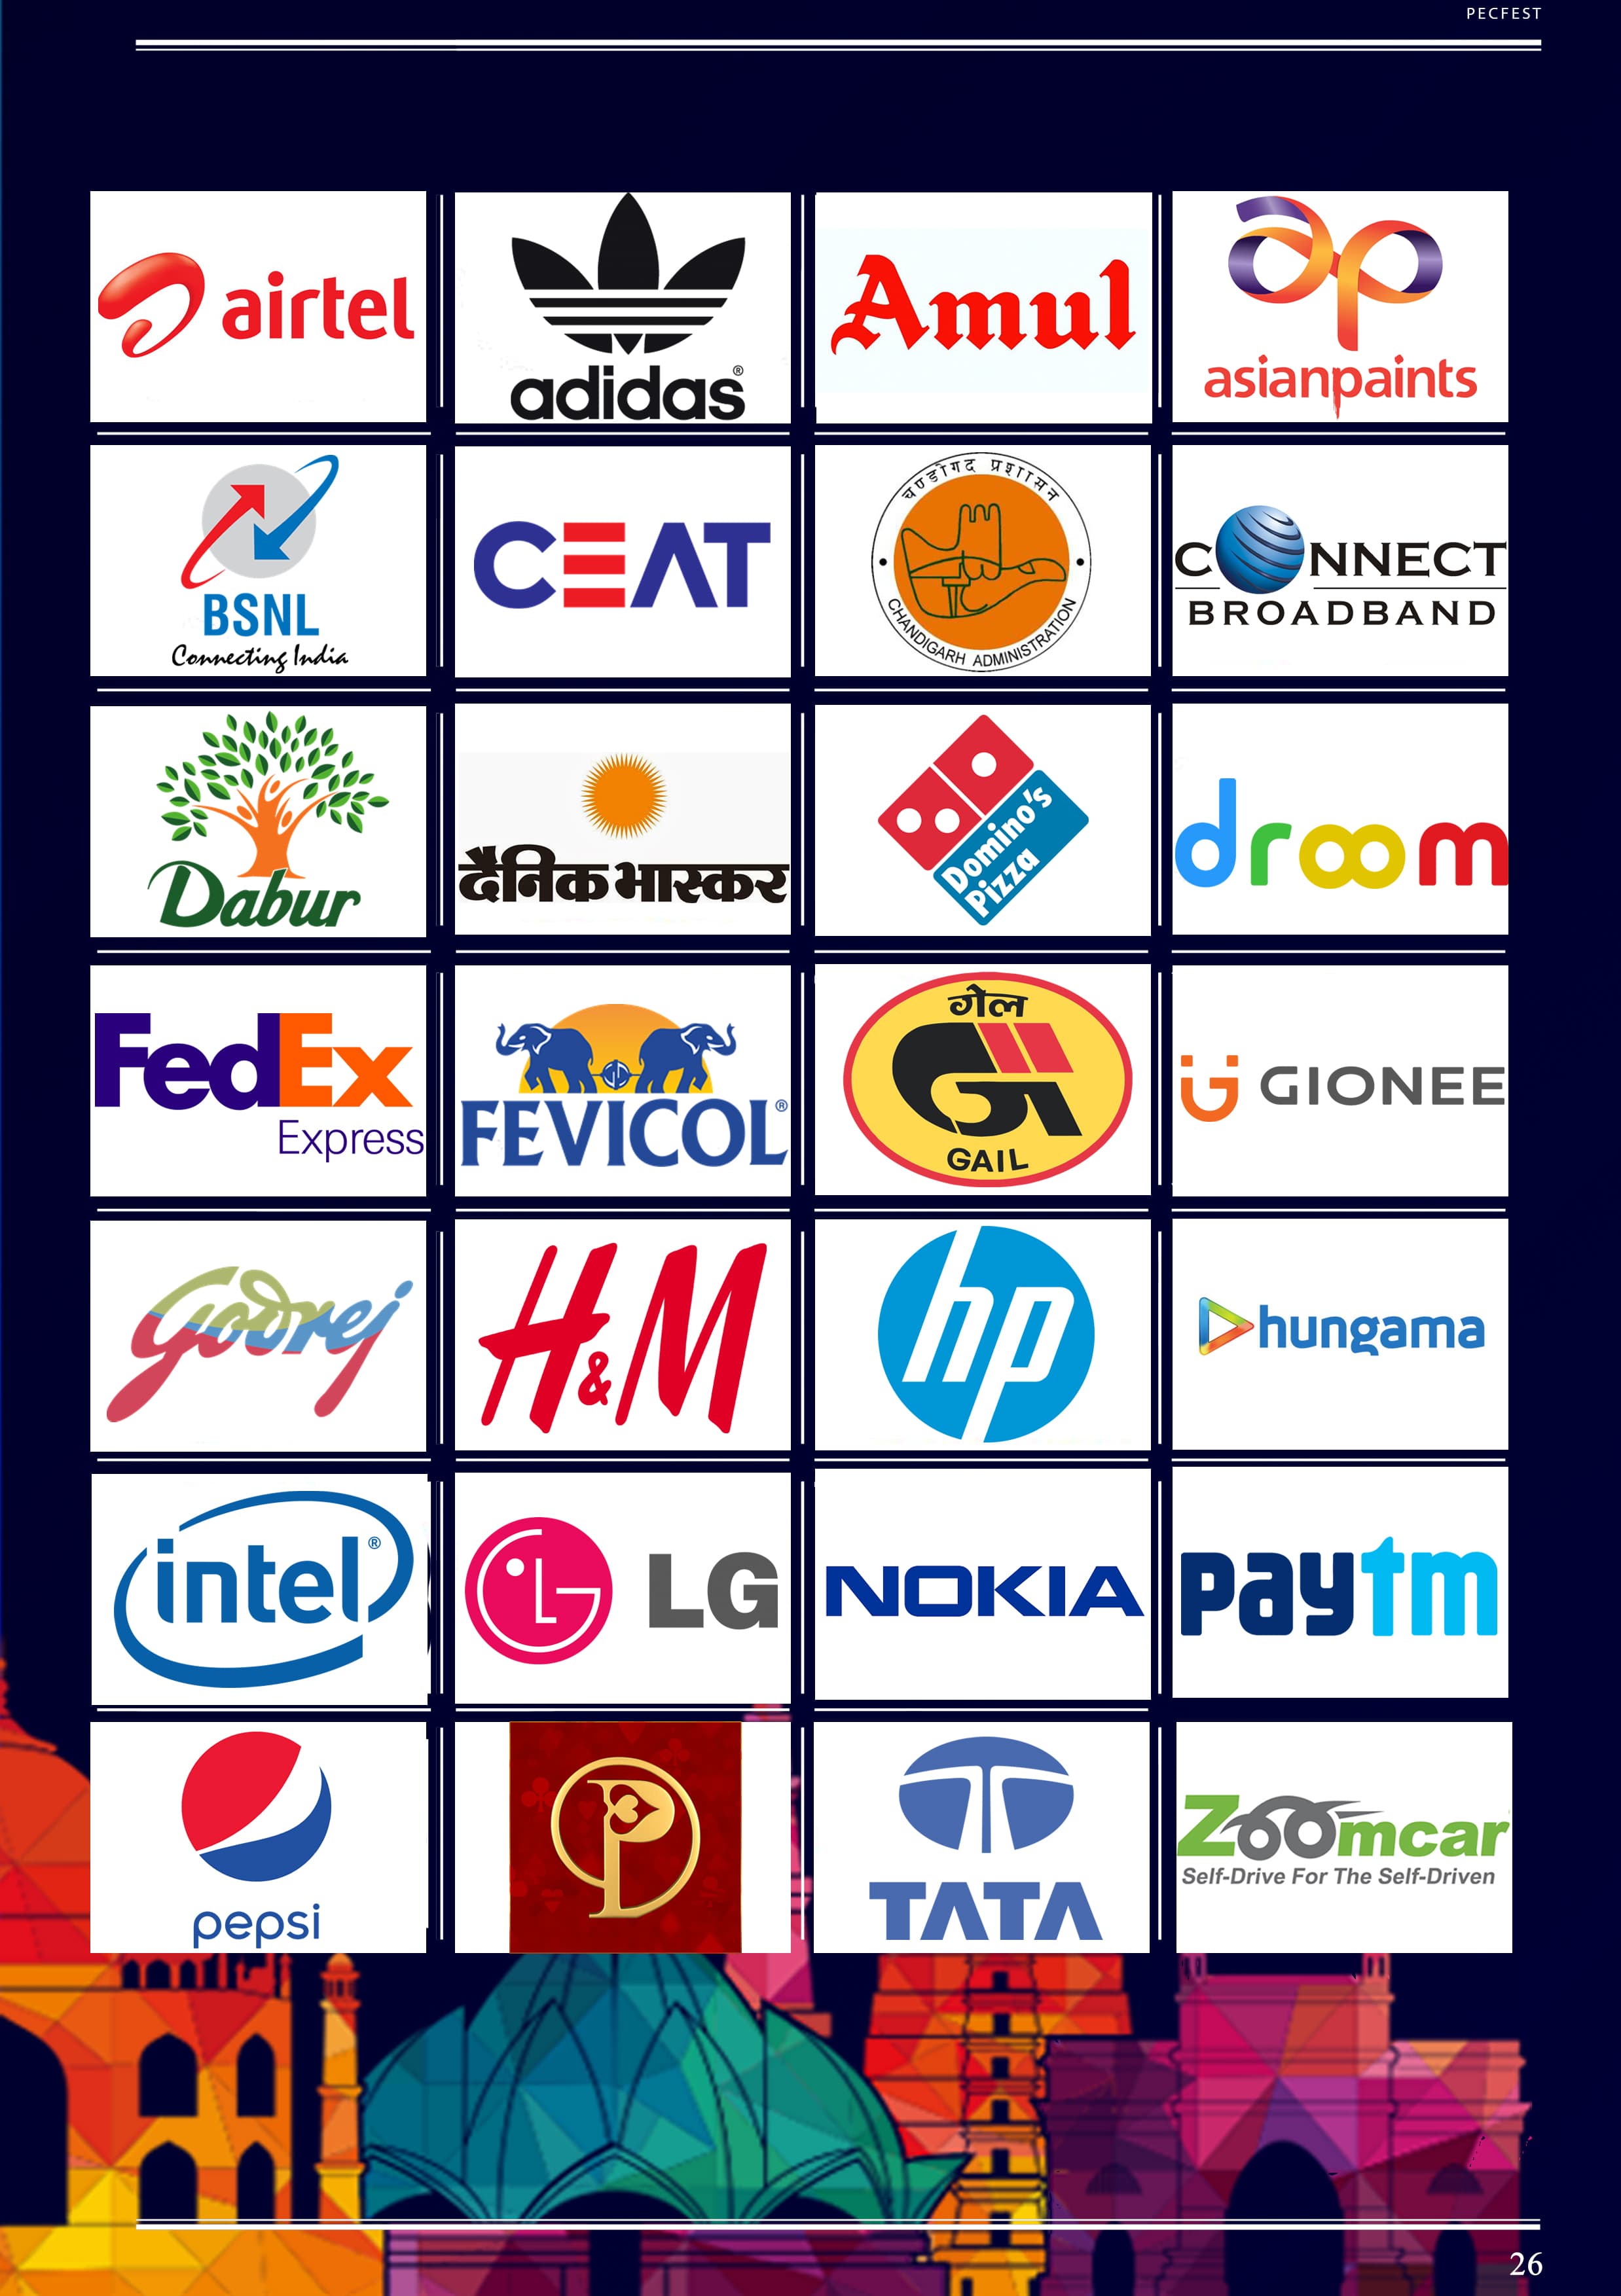 PECFEST
airtel
adidas®
Amul
asianpaints
BSNL
Connecting India
CEAT
चण्डीगढ़ प्रशासन
CHANDIGARH ADMINISTRATION
CONNECT
BROADBAND
Dabur
दैनिक भास्कर
Domino's
Pizza
droom
FedEx
Express
FEVICOL®
गेल
GAIL
GIONEE
Godrej
H&M
hp
hungama
intel®
LG
LG
NOKIA
paytm
pepsi
P
TATA
Zoomcar
Self-Drive For The Self-Driven
26